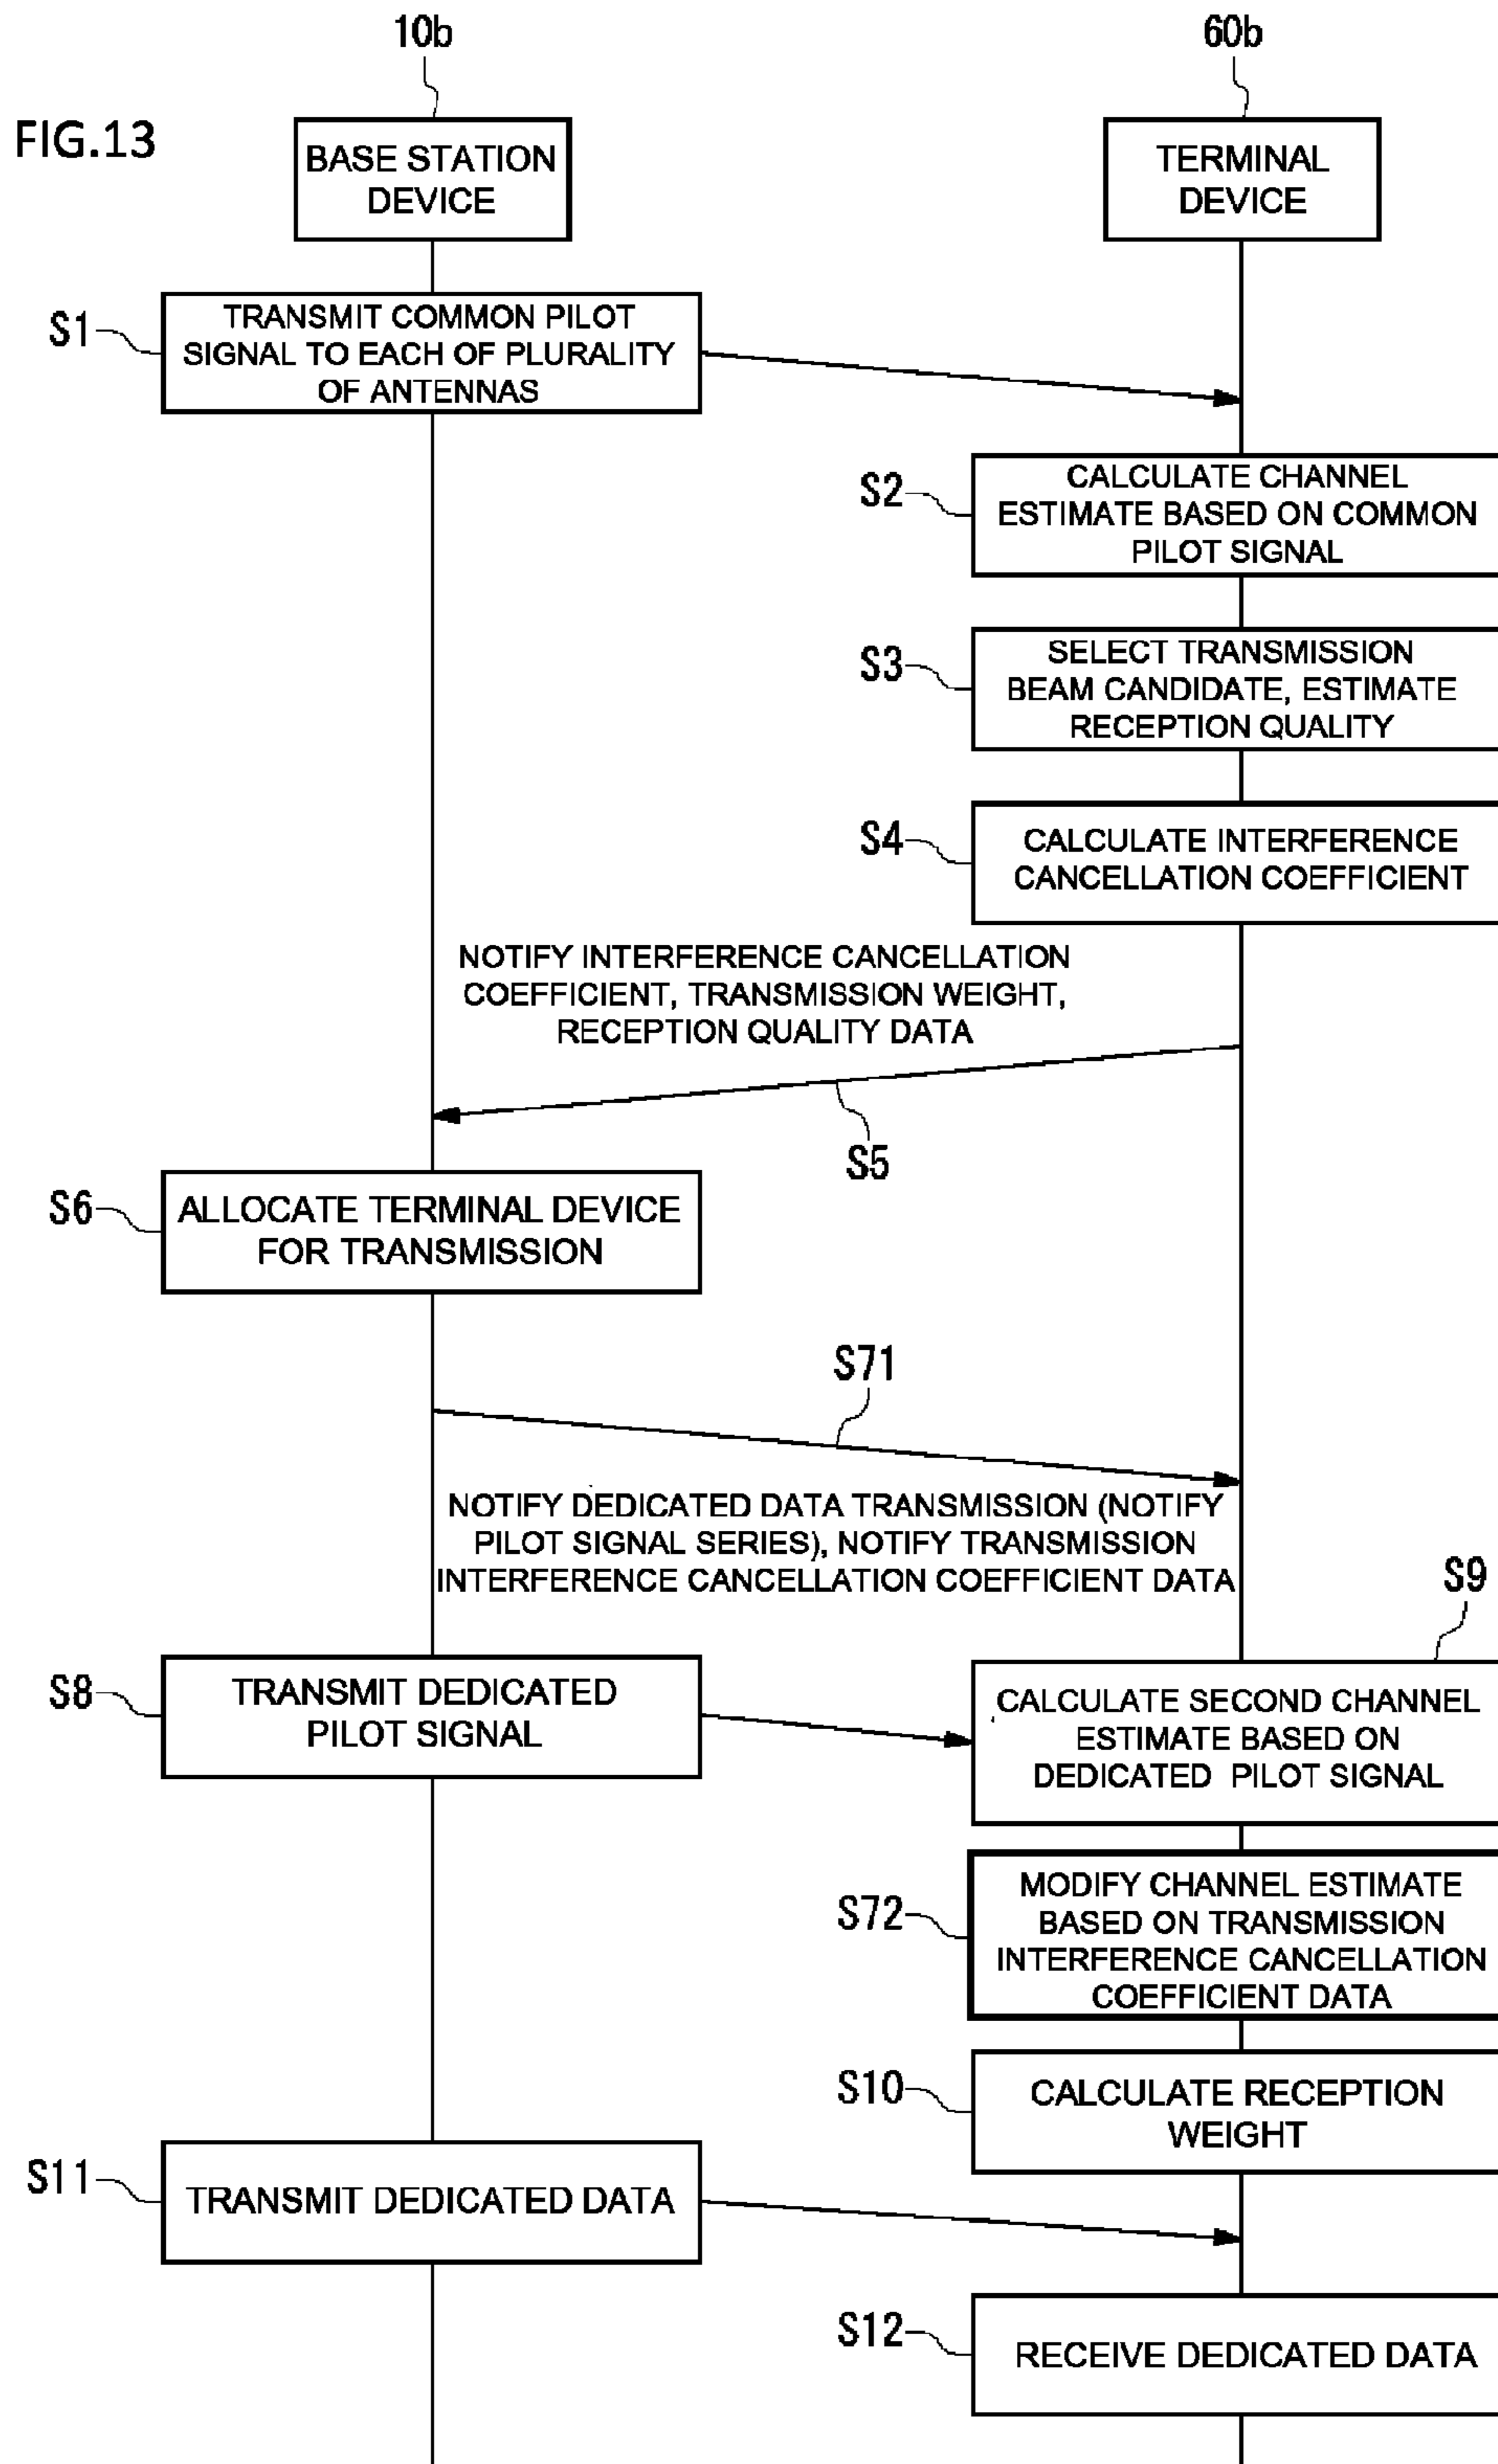 10b
60b
FIG.13
BASE STATION
DEVICE
TERMINAL
DEVICE
S1
TRANSMIT COMMON PILOT
SIGNAL TO EACH OF PLURALITY
OF ANTENNAS
S2
CALCULATE CHANNEL
ESTIMATE BASED ON COMMON
PILOT SIGNAL
S3
SELECT TRANSMISSION
BEAM CANDIDATE, ESTIMATE
RECEPTION QUALITY
S4
CALCULATE INTERFERENCE
CANCELLATION COEFFICIENT
NOTIFY INTERFERENCE CANCELLATION
COEFFICIENT, TRANSMISSION WEIGHT,
RECEPTION QUALITY DATA
S5
S6
ALLOCATE TERMINAL DEVICE
FOR TRANSMISSION
S71
NOTIFY DEDICATED DATA TRANSMISSION (NOTIFY
PILOT SIGNAL SERIES), NOTIFY TRANSMISSION
INTERFERENCE CANCELLATION COEFFICIENT DATA
S9
S8
TRANSMIT DEDICATED
PILOT SIGNAL
CALCULATE SECOND CHANNEL
ESTIMATE BASED ON
DEDICATED PILOT SIGNAL
S72
MODIFY CHANNEL ESTIMATE
BASED ON TRANSMISSION
INTERFERENCE CANCELLATION
COEFFICIENT DATA
S10
CALCULATE RECEPTION
WEIGHT
S11
TRANSMIT DEDICATED DATA
S12
RECEIVE DEDICATED DATA